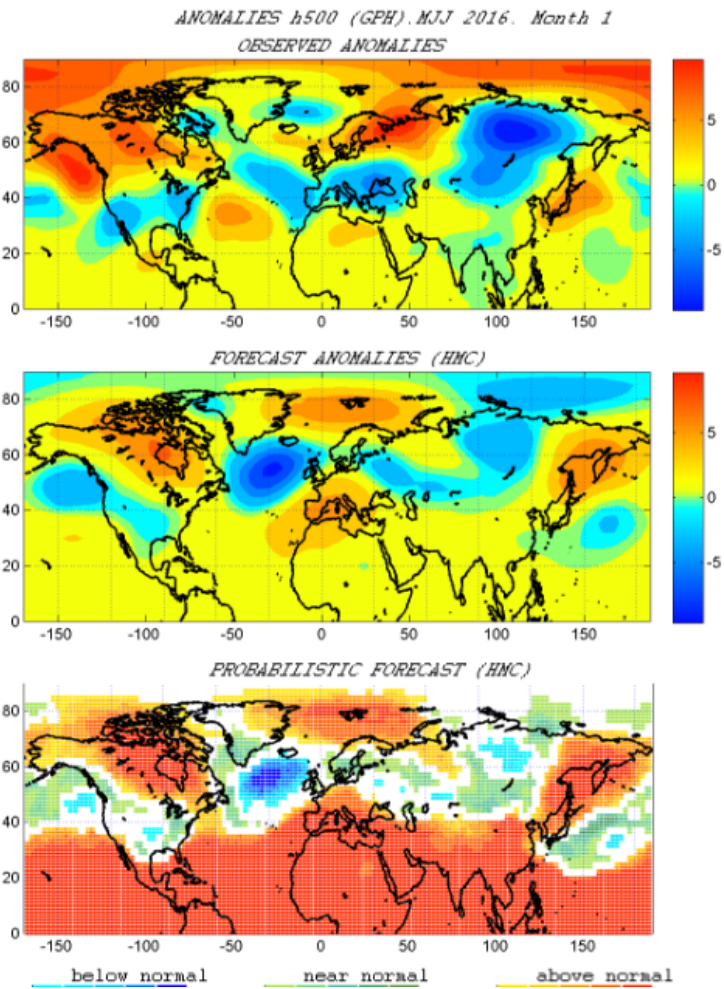 ANOMALIES h500 (GPH).MJJ 2016. Month 1
OBSERVED ANOMALIES
80
60
40
20
0
-150 -100 -50 0 50 100 150
5
0
-5
FORECAST ANOMALIES (HMC)
80
60
40
20
0
-150 -100 -50 0 50 100 150
5
0
-5
PROBABILISTIC FORECAST (HMC)
80
60
40
20
0
-150 -100 -50 0 50 100 150
below normal near normal above normal